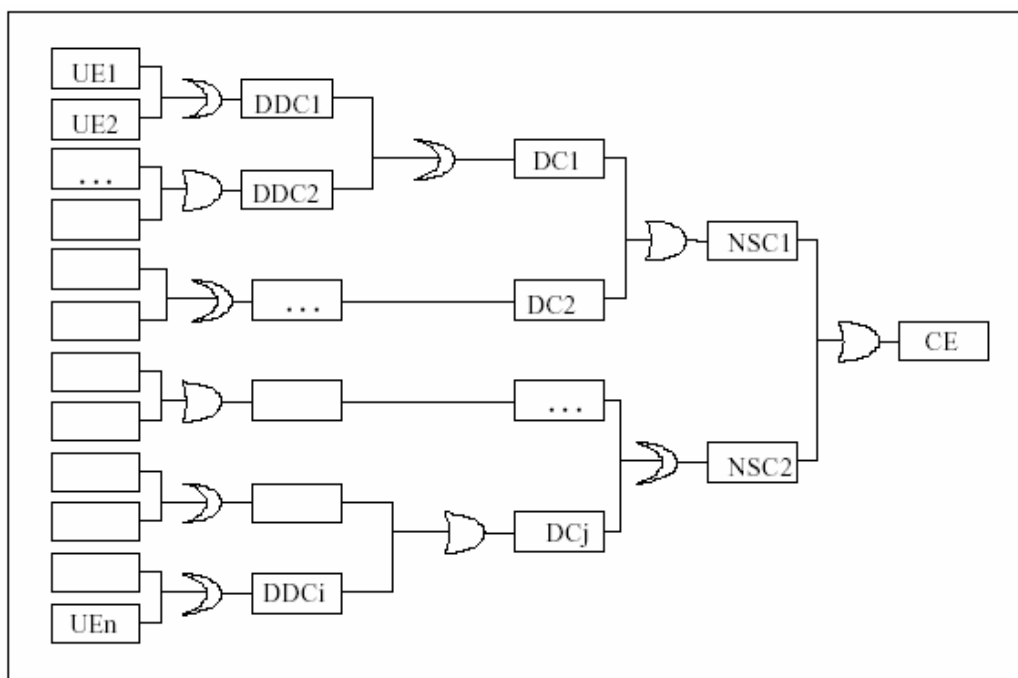 UE1
UE2
...
UEn
DDC1
DDC2
...
DDCi
DC1
DC2
...
DCj
NSC1
NSC2
CE